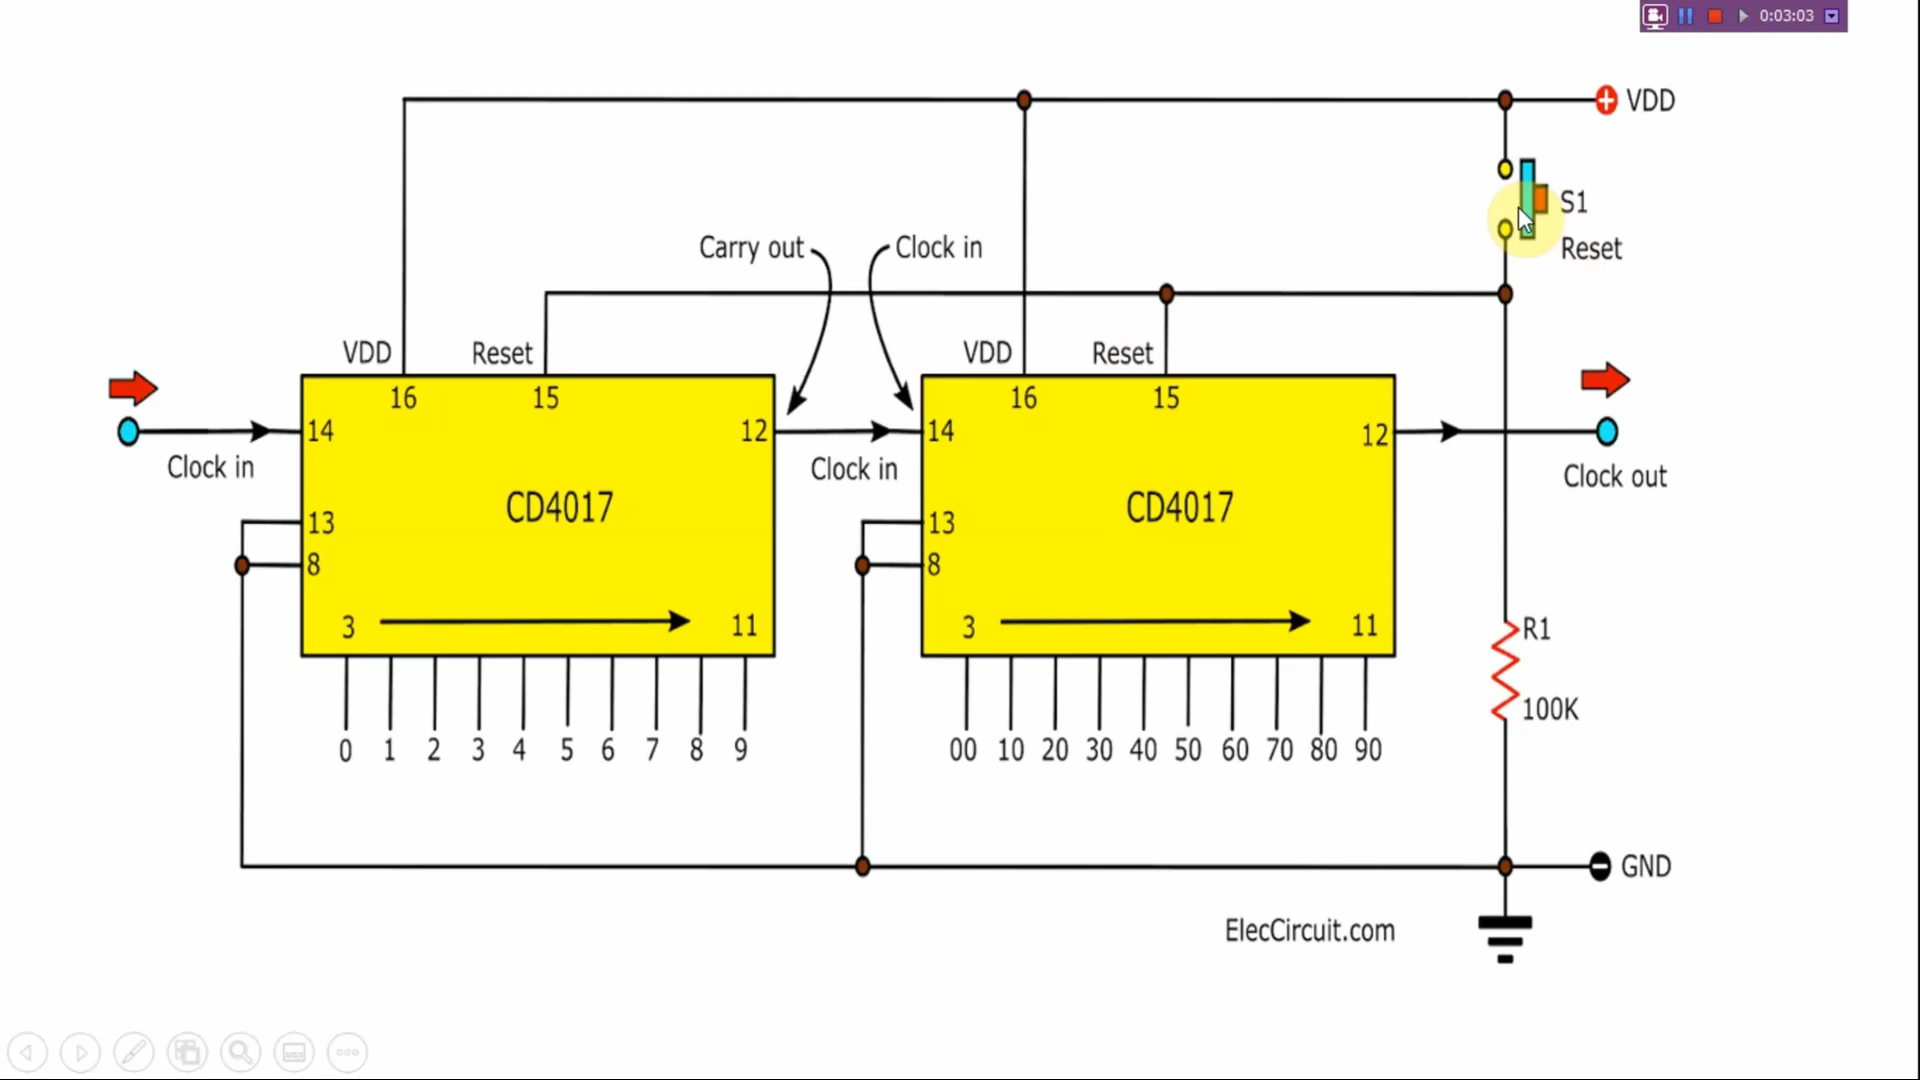 0:03:03
VDD
S1
Reset
Carry out Clock in
VDD Reset VDD Reset
16 15 16 15
14 12 14 12
Clock in Clock in Clock out
CD4017 CD4017
13 13
8 8
3 11 3 11
R1
100K
0 1 2 3 4 5 6 7 8 9 00 10 20 30 40 50 60 70 80 90
GND
ElecCircuit.com